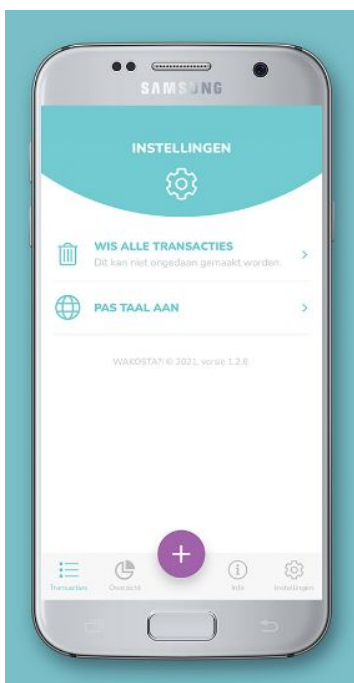 SAMSUNG
INSTELLINGEN
WIS ALLE TRANSACTIES
Dit kan niet ongedaan gemaakt worden.
PAS TAAL AAN
WAKOSTA?! © 2021, versie 1.2.6
Transacties
Overzicht
Info
Instellingen